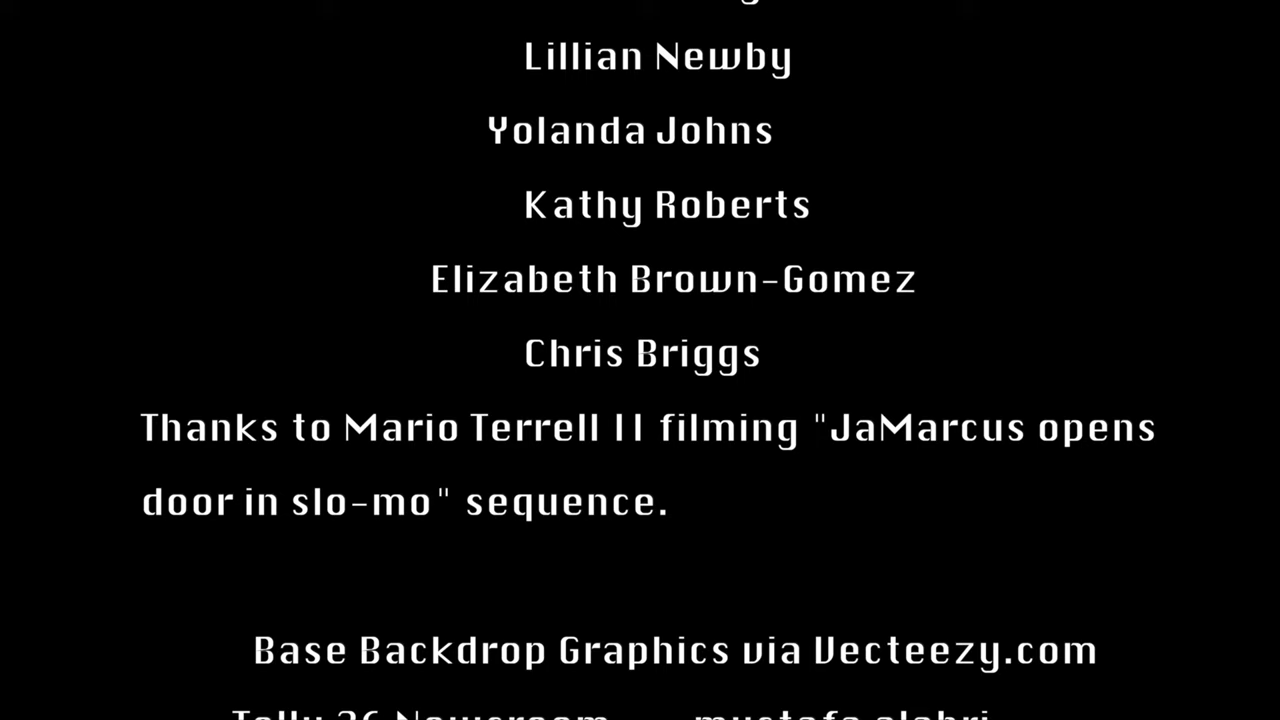 Lillian Newby
Yolanda Johns
Kathy Roberts
Elizabeth Brown-Gomez
Chris Briggs
Thanks to Mario Terrell II filming "JaMarcus opens
door in slo-mo" sequence.
Base Backdrop Graphics via Vecteezy.com